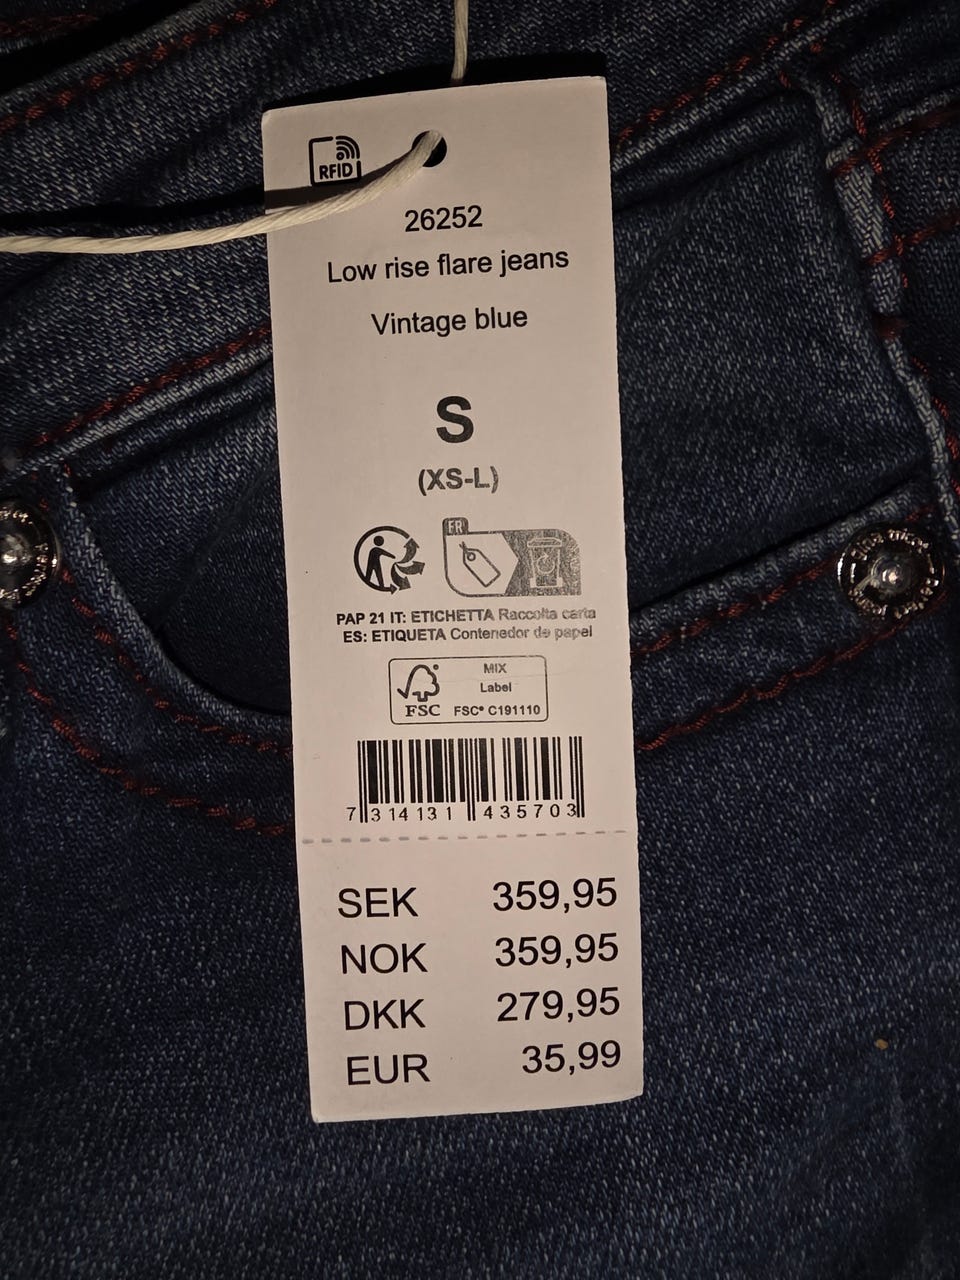 RFID
26252
Low rise flare jeans
Vintage blue
S
(XS-L)
FR
PAP 21 IT: ETICHETTA Raccolta carta
ES: ETIQUETA Contenedor de papel
MIX
Label
FSC
FSC® C191110
7 314131 435703
SEK 359,95
NOK 359,95
DKK 279,95
EUR 35,99